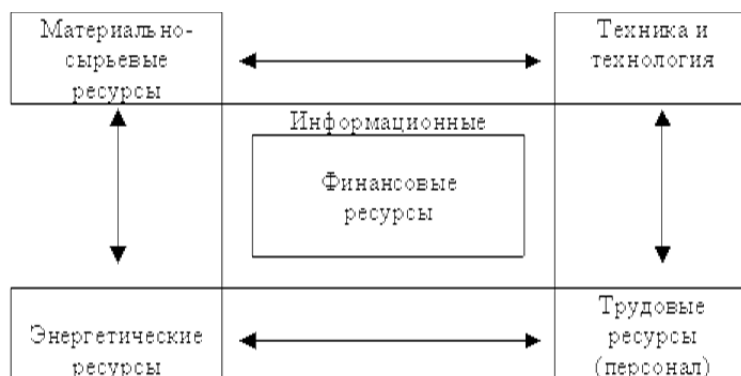 Материально-
сырьевые
ресурсы
Техника и
технология
Информационные
Финансовые
ресурсы
Энергетические
ресурсы
Трудовые
ресурсы
(персонал)